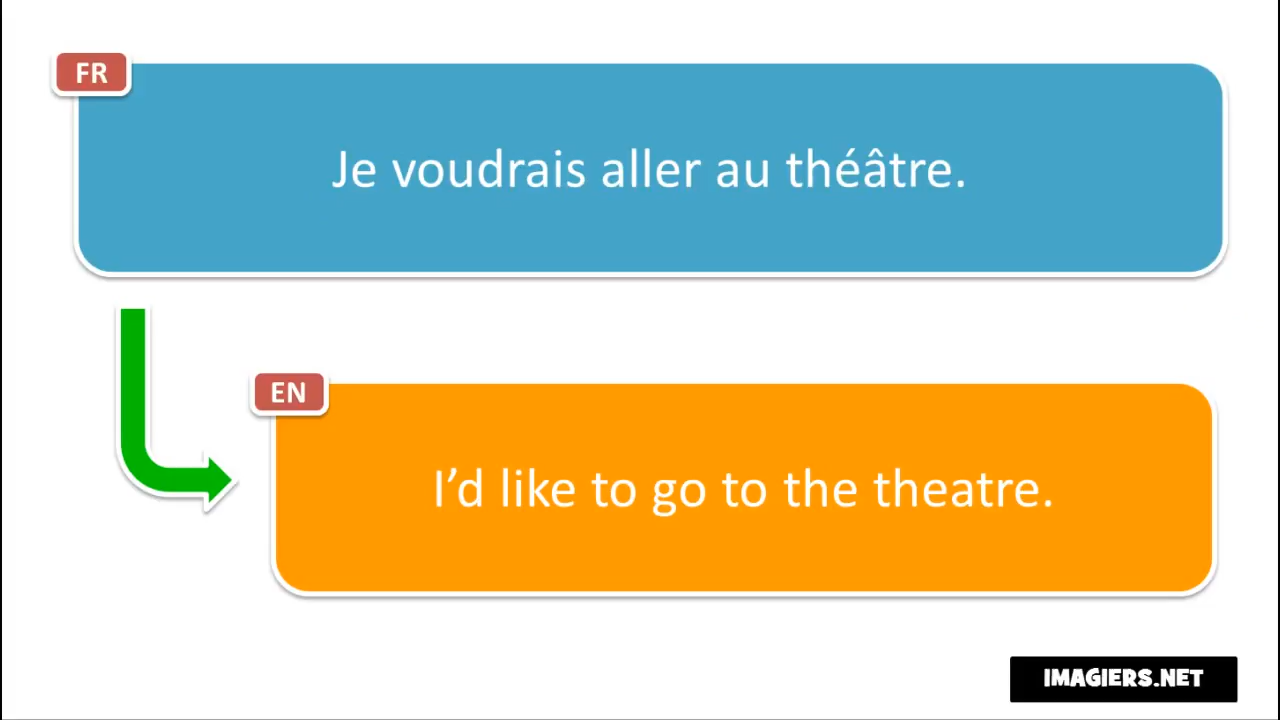 FR
Je voudrais aller au théâtre.
EN
I’d like to go to the theatre.
IMAGIERS.NET